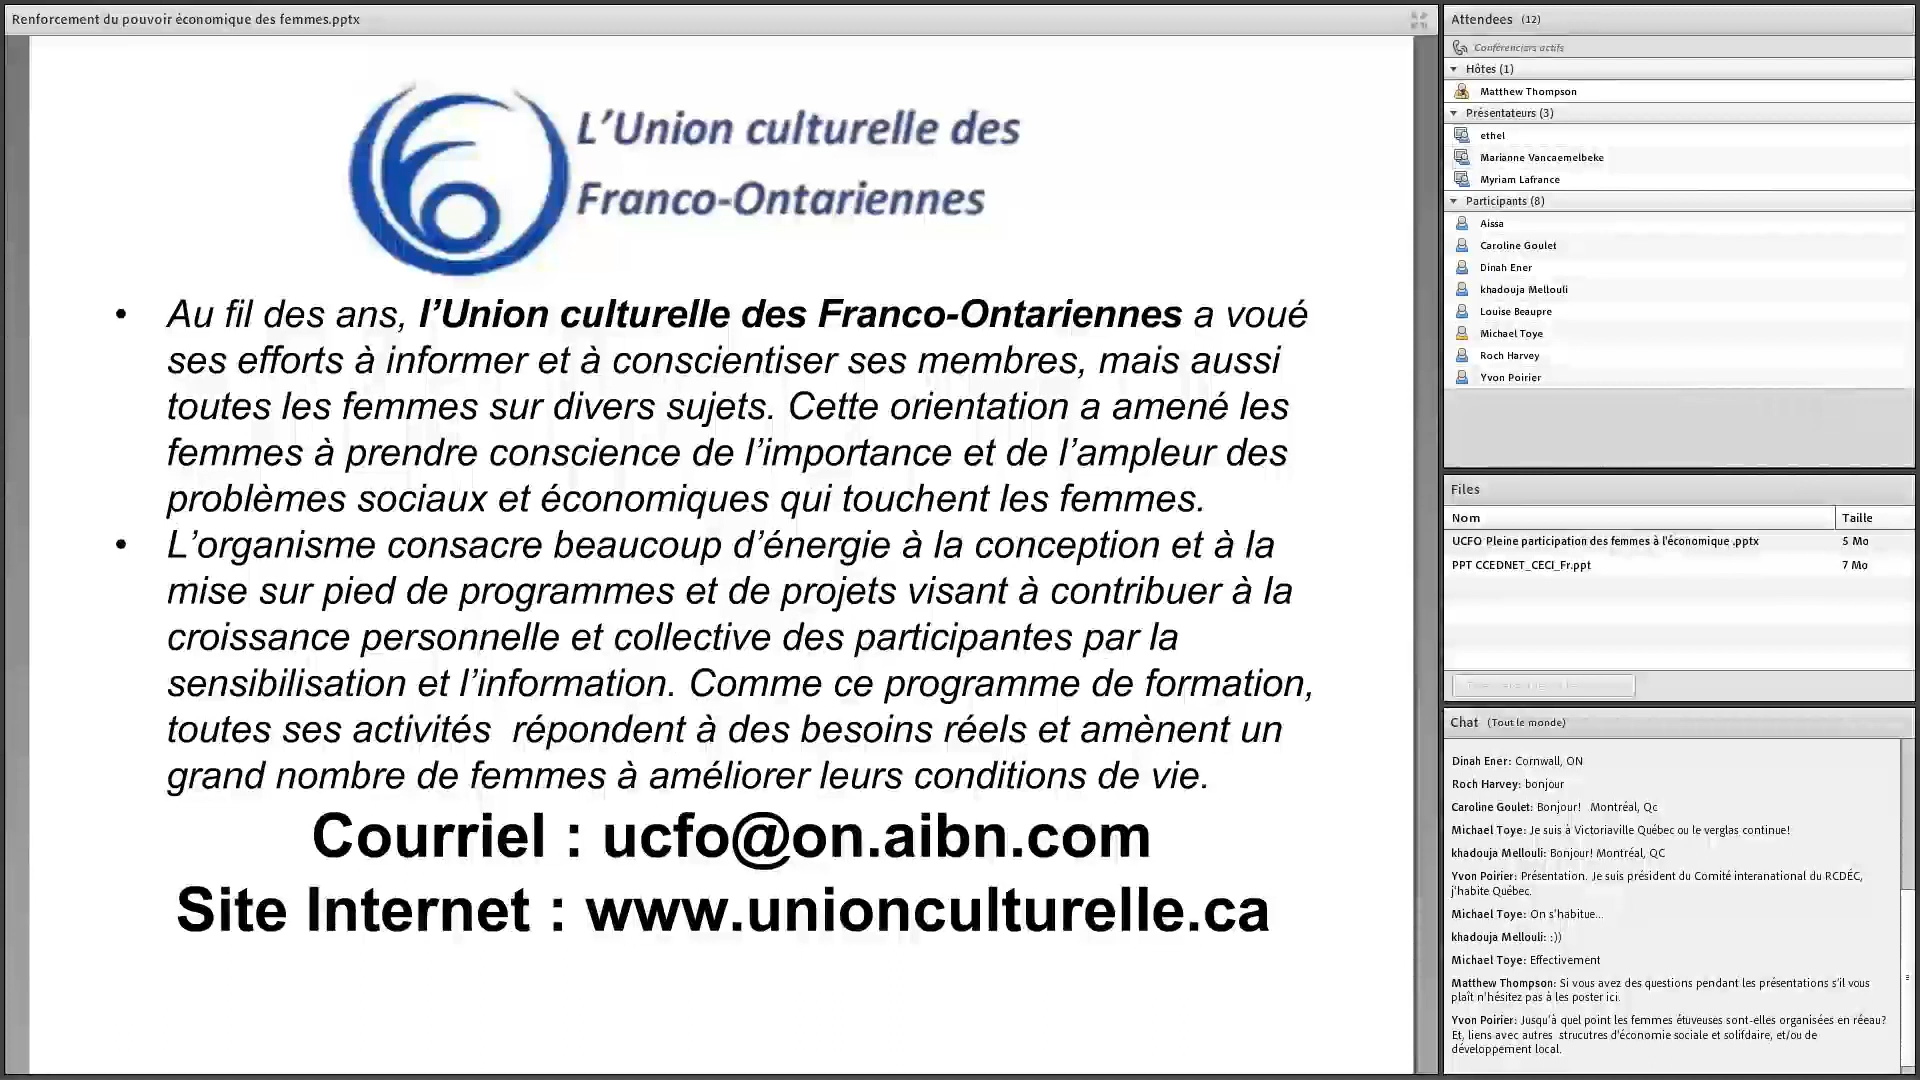 Renforcement du pouvoir économique des femmes.pptx
L'Union culturelle des
Franco-Ontariennes
• Au fil des ans, l'Union culturelle des Franco-Ontariennes a voué
ses efforts à informer et à conscientiser ses membres, mais aussi
toutes les femmes sur divers sujets. Cette orientation a amené les
femmes à prendre conscience de l'importance et de l'ampleur des
problèmes sociaux et économiques qui touchent les femmes.
• L'organisme consacre beaucoup d'énergie à la conception et à la
mise sur pied de programmes et de projets visant à contribuer à la
croissance personnelle et collective des participantes par la
sensibilisation et l'information. Comme ce programme de formation,
toutes ses activités répondent à des besoins réels et amènent un
grand nombre de femmes à améliorer leurs conditions de vie.
Courriel : ucfo@on.aibn.com
Site Internet : www.unionculturelle.ca
Attendees (12)
Conférenciers actifs
Hôtes (1)
Matthew Thompson
Présentateurs (3)
ethel
Marianne Vancaemelbeke
Myriam Lafrance
Participants (8)
Aissa
Caroline Goulet
Dinah Ener
khadouja Mellouli
Louise Beaupre
Michael Toye
Roch Harvey
Yvon Poirier
Files
Nom Taille
UCFO Pleine participation des femmes à l'économique .pptx 5 Mo
PPT CCEDNET_CECI_Fr.ppt 7 Mo
Chat (Tout le monde)
Dinah Ener: Cornwall, ON
Roch Harvey: bonjour
Caroline Goulet: Bonjour! Montréal, Qc
Michael Toye: Je suis à Victoriaville Québec ou le verglas continue!
khadouja Mellouli: Bonjour! Montréal, QC
Yvon Poirier: Présentation. Je suis président du Comité interanational du RCDÉC,
j'habite Québec.
Michael Toye: On s'habitue...
khadouja Mellouli: :))
Michael Toye: Effectivement
Matthew Thompson: Si vous avez des questions pendant les présentations s'il vous
plaît n'hésitez pas à les poster ici.
Yvon Poirier: Jusqu'à quel point les femmes étuveuses sont-elles organisées en réeau?
Et, liens avec autres strucutres d'économie sociale et solifdaire, et/ou de
développement local.